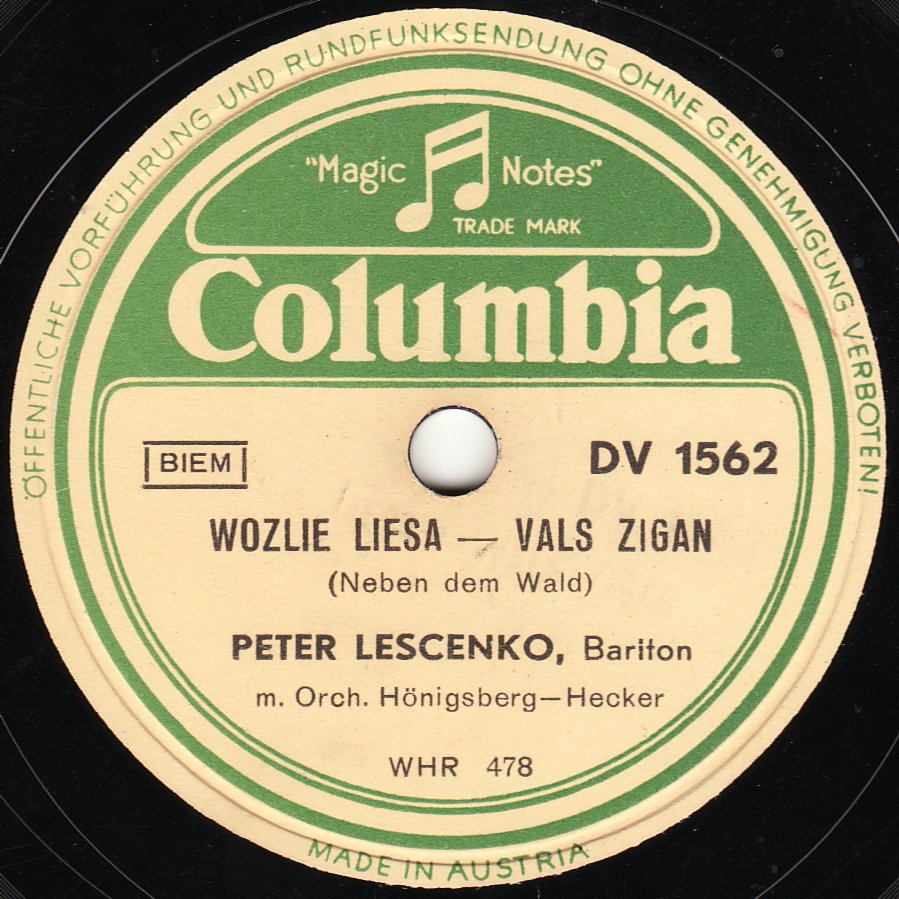 ÖFFENTLICHE VORFÜHRUNG UND RUNDFUNKSENDUNG OHNE GENEHMIGUNG VERBOTEN!
"Magic Notes"
TRADE MARK
Columbia
BIEM
DV 1562
WOZLIE LIESA — VALS ZIGAN
(Neben dem Wald)
PETER LESCENKO, Bariton
m. Orch. Hönigsberg—Hecker
WHR 478
MADE IN AUSTRIA